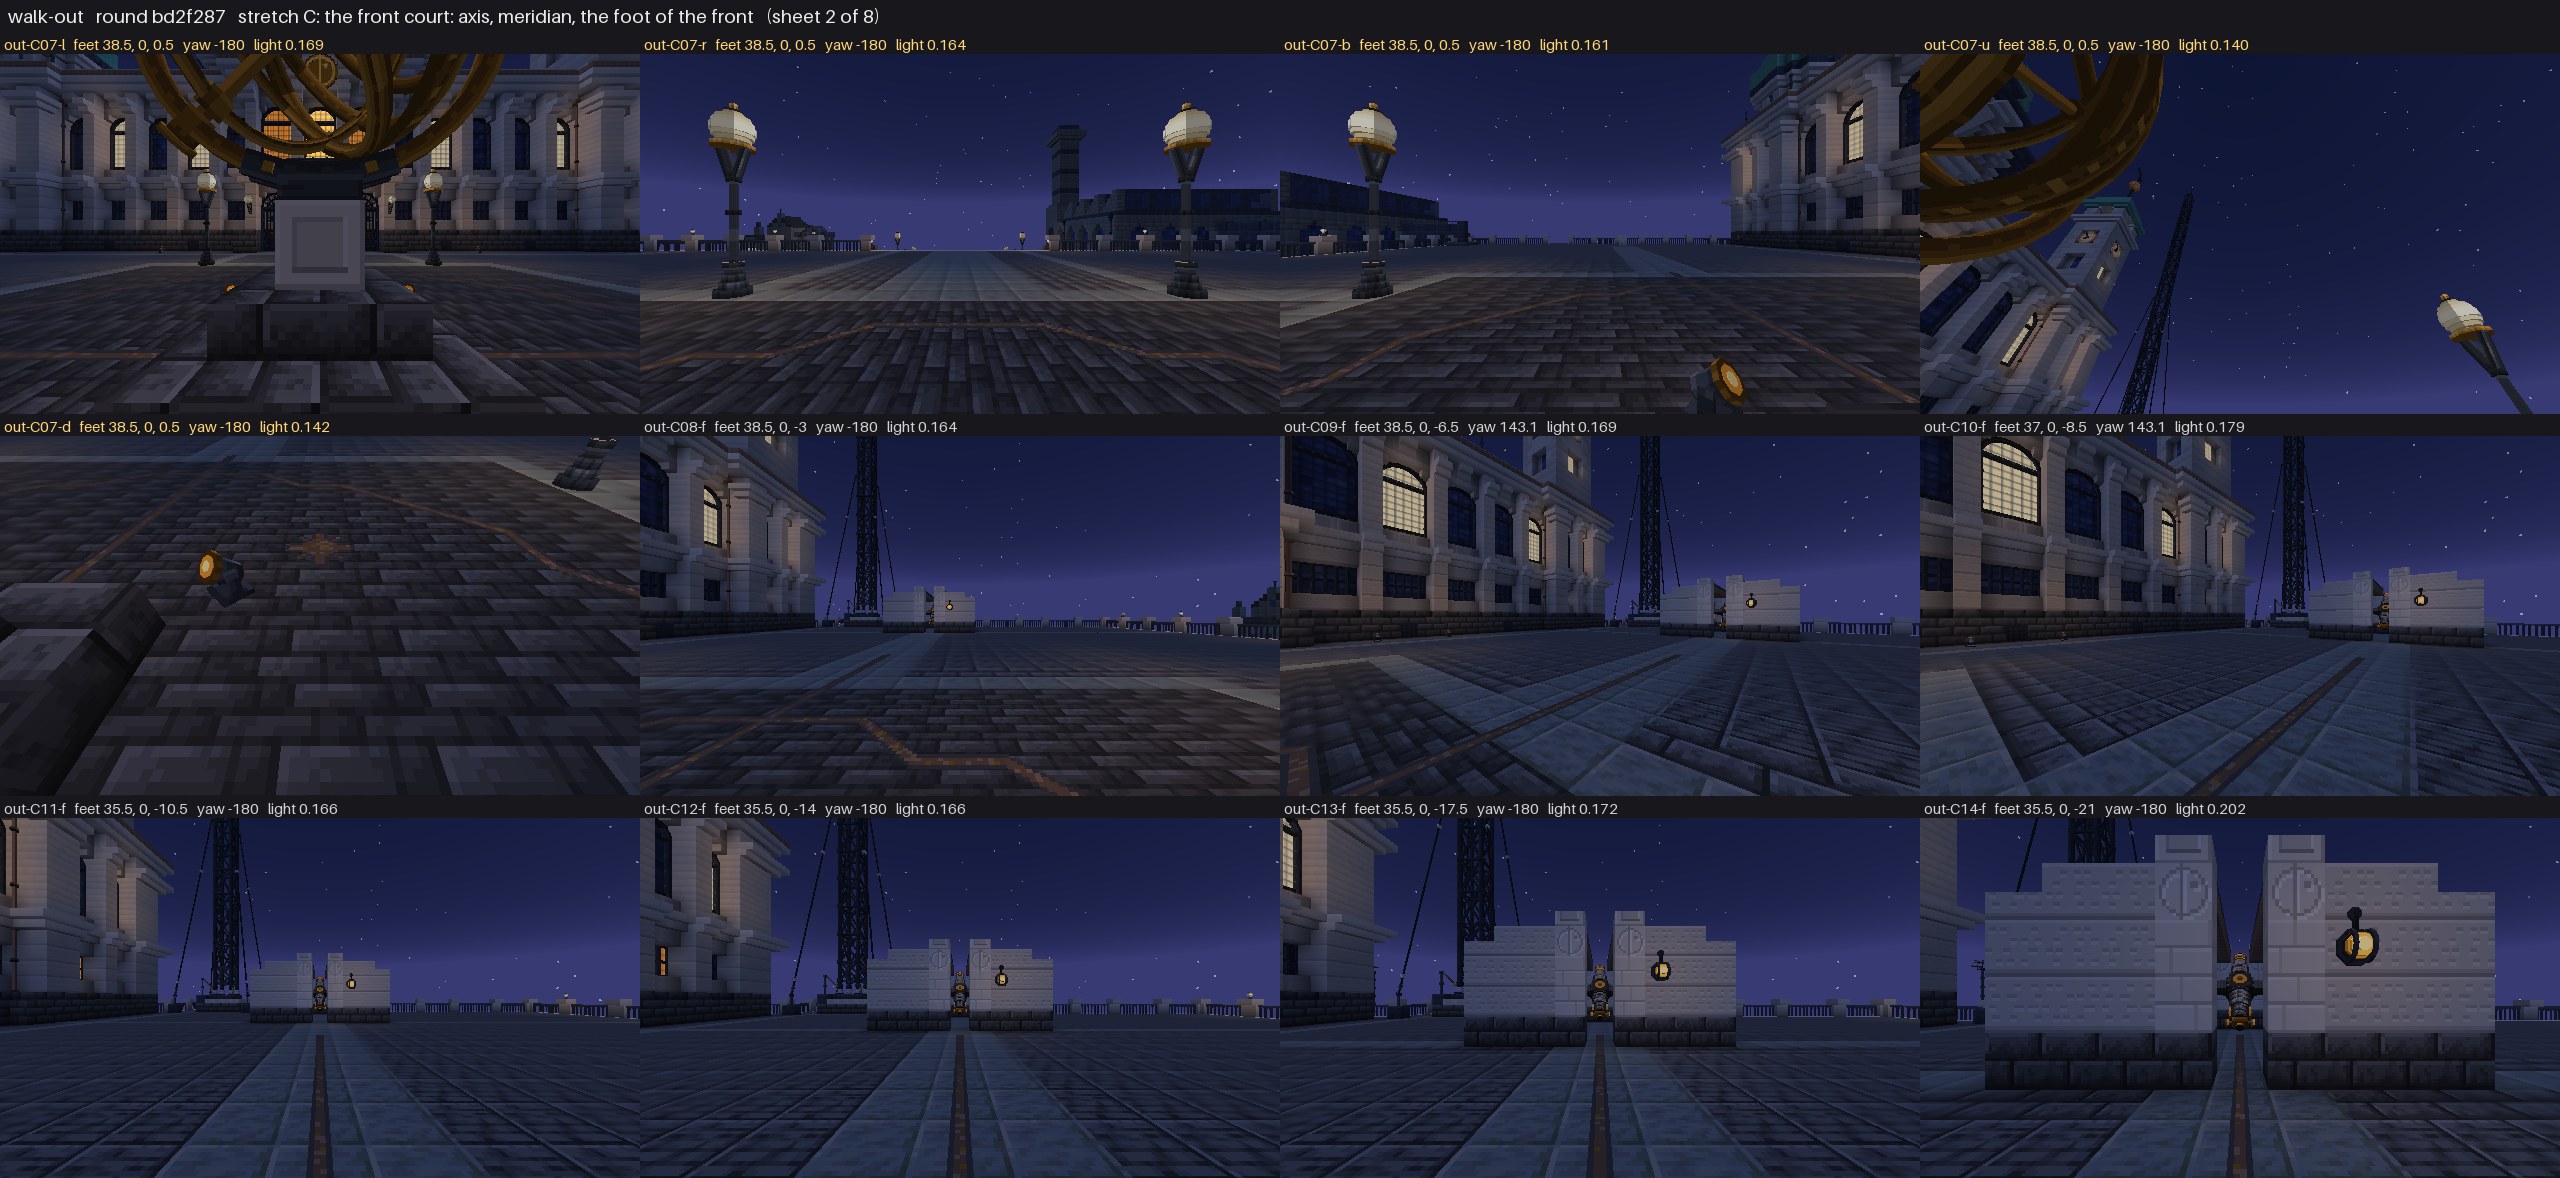 walk-out round bd2f287 stretch C: the front court: axis, meridian, the foot of the front (sheet 2 of 8)
out-C07-l feet 38.5, 0, 0.5 yaw -180 light 0.169
out-C07-r feet 38.5, 0, 0.5 yaw -180 light 0.164
out-C07-b feet 38.5, 0, 0.5 yaw -180 light 0.161
out-C07-u feet 38.5, 0, 0.5 yaw -180 light 0.140
out-C07-d feet 38.5, 0, 0.5 yaw -180 light 0.142
out-C08-f feet 38.5, 0, -3 yaw -180 light 0.164
out-C09-f feet 38.5, 0, -6.5 yaw 143.1 light 0.169
out-C10-f feet 37, 0, -8.5 yaw 143.1 light 0.179
out-C11-f feet 35.5, 0, -10.5 yaw -180 light 0.166
out-C12-f feet 35.5, 0, -14 yaw -180 light 0.166
out-C13-f feet 35.5, 0, -17.5 yaw -180 light 0.172
out-C14-f feet 35.5, 0, -21 yaw -180 light 0.202